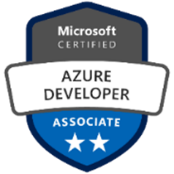 Microsoft
CERTIFIED
AZURE
DEVELOPER
ASSOCIATE